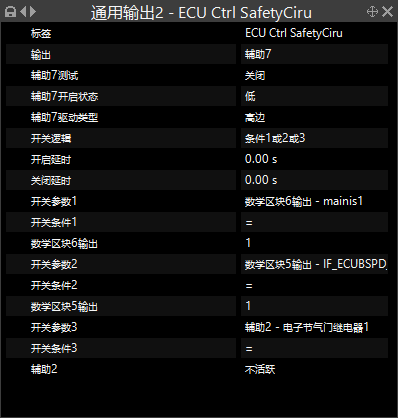 通用输出2 - ECU Ctrl SafetyCiru
标签 ECU Ctrl SafetyCiru
输出 辅助7
辅助7测试 关闭
辅助7开启状态 低
辅助7驱动类型 高边
开关逻辑 条件1或2或3
开启延时 0.00 s
关闭延时 0.00 s
开关参数1 数学区块6输出 - mainis1
开关条件1 =
数学区块6输出 1
开关参数2 数学区块5输出 - IF_ECUBSPD_
开关条件2 =
数学区块5输出 1
开关参数3 辅助2 - 电子节气门继电器1
开关条件3 =
辅助2 不活跃